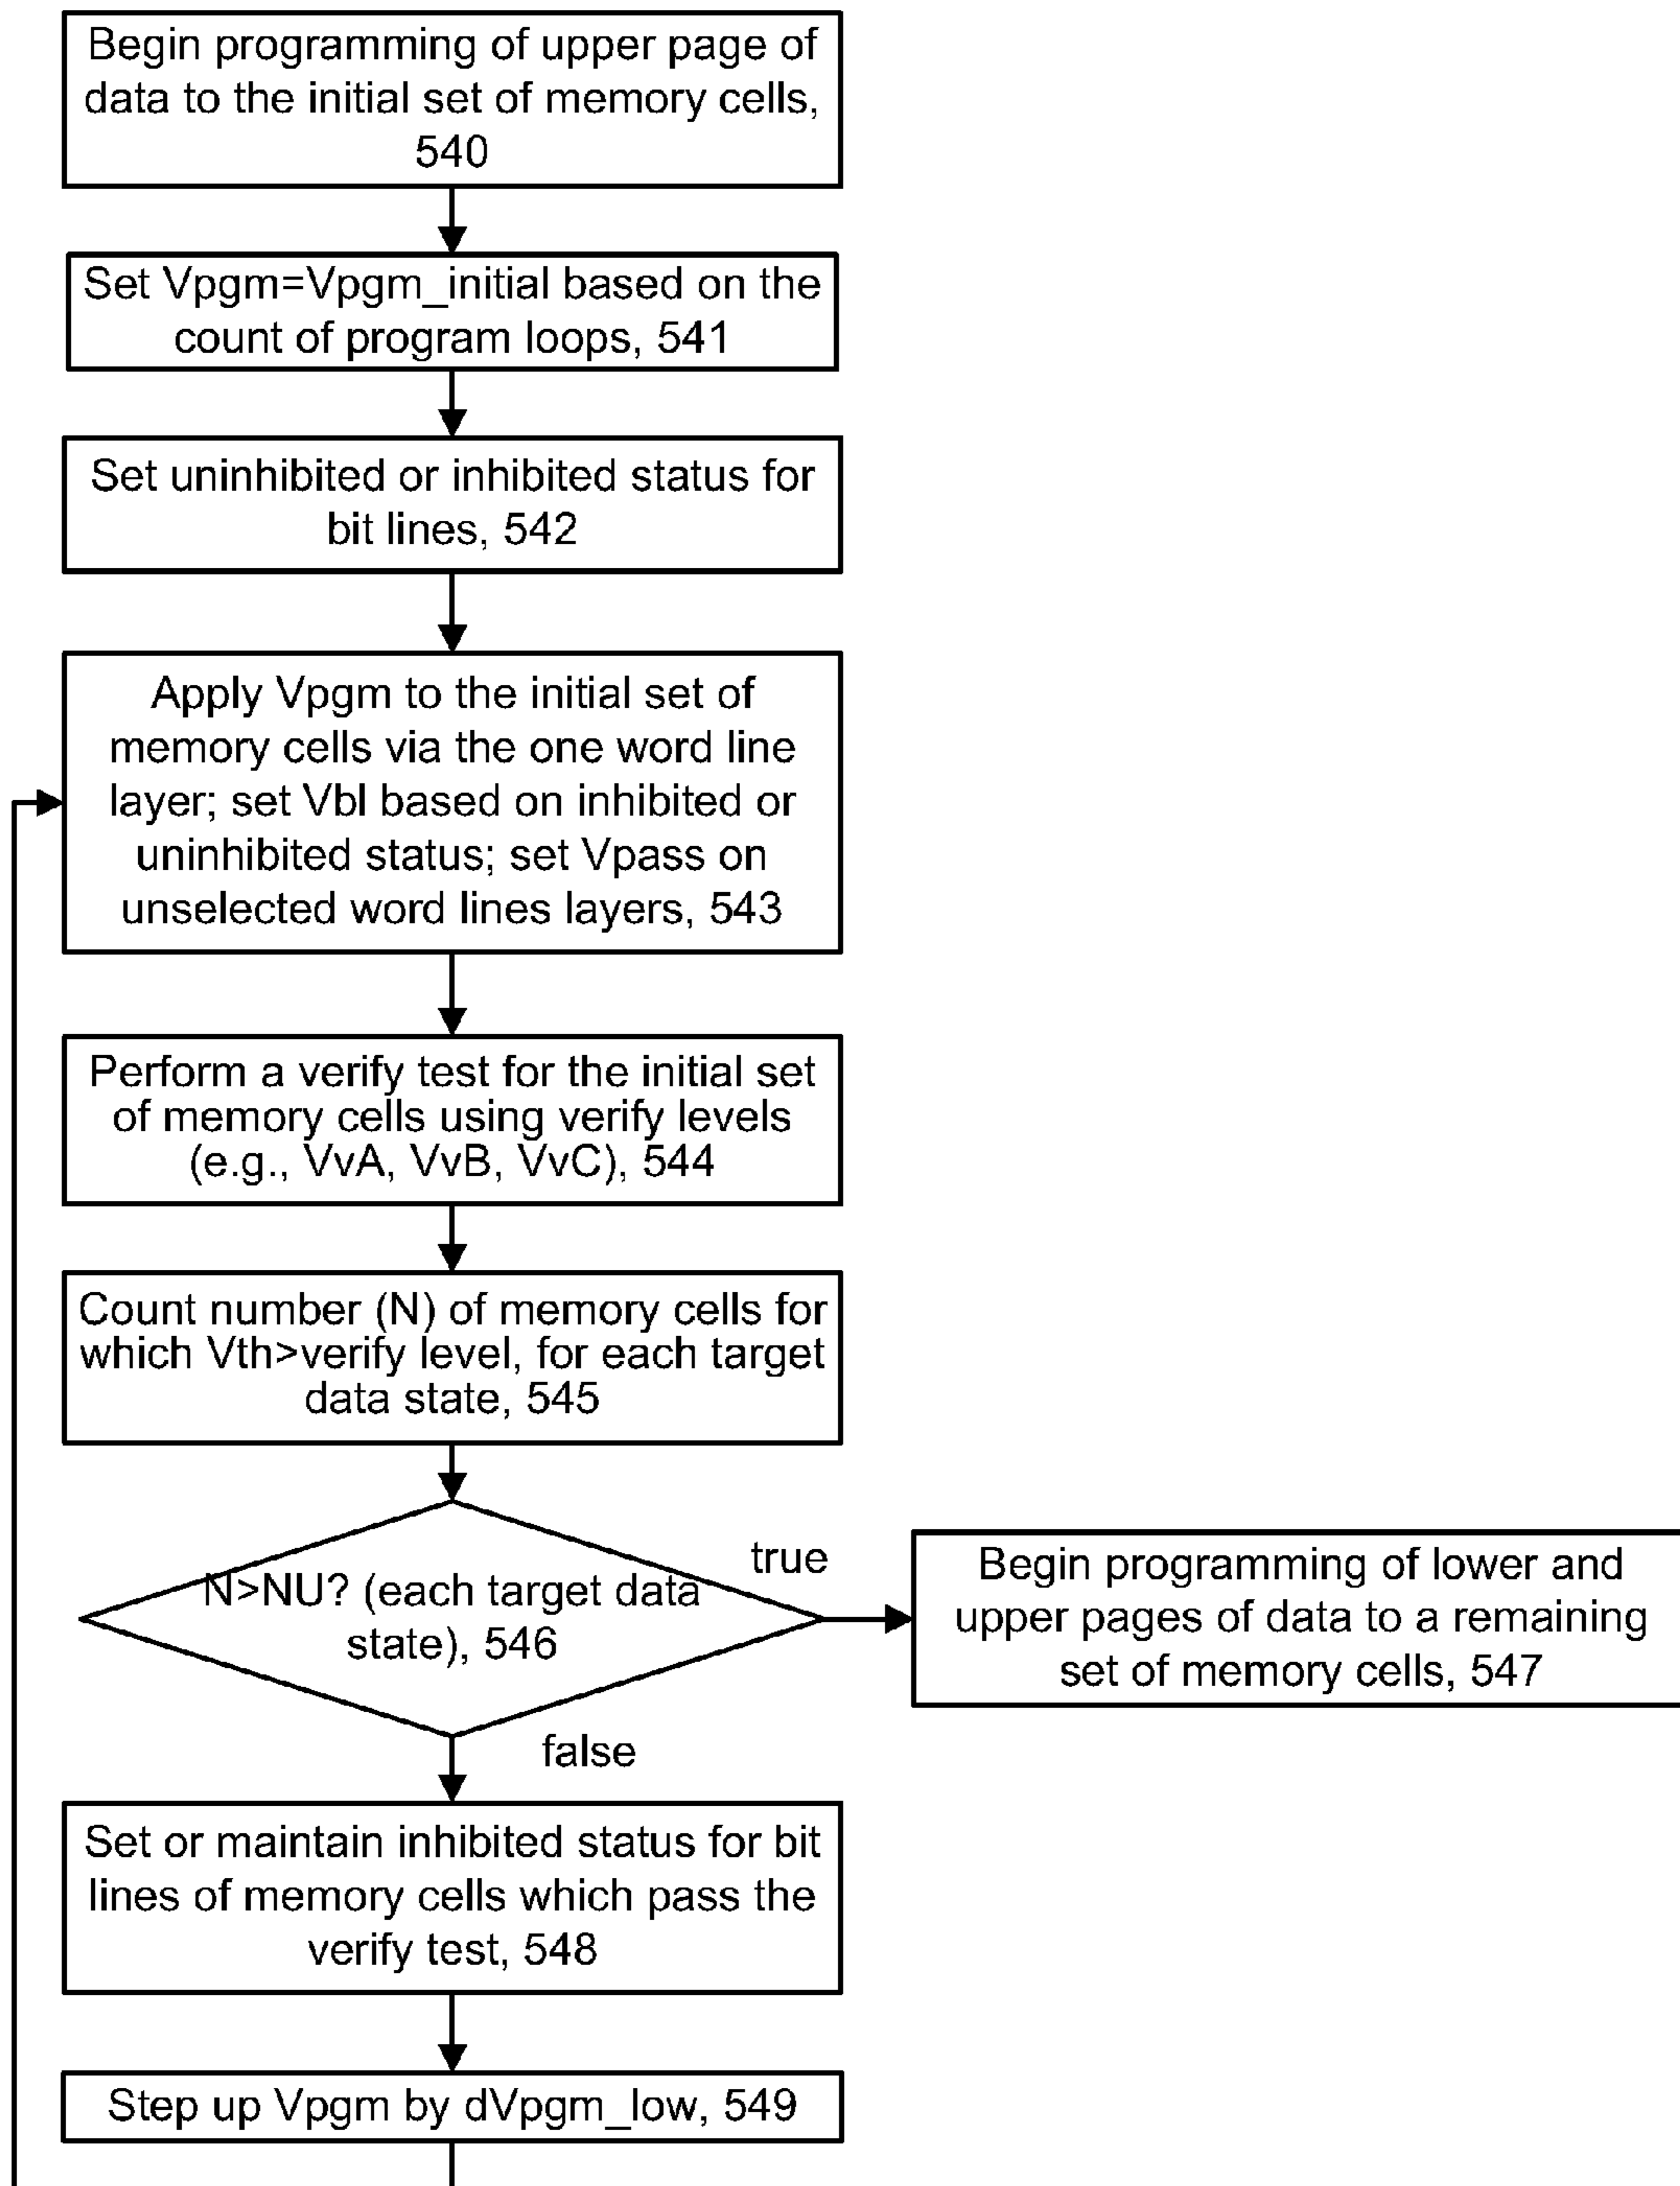 Begin programming of upper page of
data to the initial set of memory cells,
540
Set Vpgm=Vpgm_initial based on the
count of program loops, 541
Set uninhibited or inhibited status for
bit lines, 542
Apply Vpgm to the initial set of
memory cells via the one word line
layer; set Vbl based on inhibited or
uninhibited status; set Vpass on
unselected word lines layers, 543
Perform a verify test for the initial set
of memory cells using verify levels
(e.g., VvA, VvB, VvC), 544
Count number (N) of memory cells for
which Vth>verify level, for each target
data state, 545
N>NU? (each target data
state), 546
true
Begin programming of lower and
upper pages of data to a remaining
set of memory cells, 547
false
Set or maintain inhibited status for bit
lines of memory cells which pass the
verify test, 548
Step up Vpgm by dVpgm_low, 549